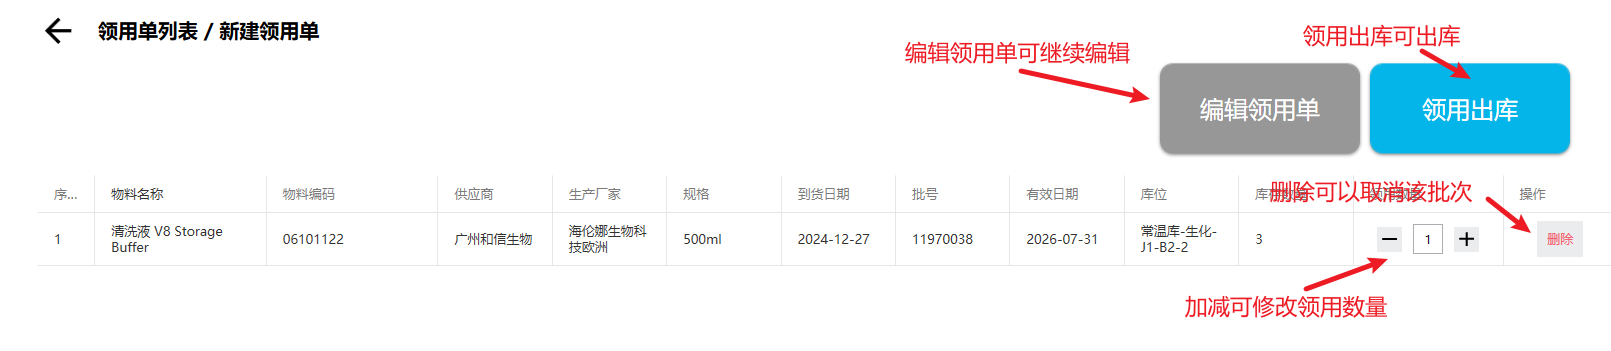 领用单列表 / 新建领用单
领用出库可出库
编辑领用单可继续编辑
编辑领用单
领用出库
序...
物料名称
物料编码
供应商
生产厂家
规格
到货日期
批号
有效日期
库位
删除可以取消该批次
操作
1
清洗液 V8 Storage
Buffer
06101122
广州和信生物
海伦娜生物科
技欧洲
500ml
2024-12-27
11970038
2026-07-31
常温库-生化-
J1-B2-2
3
1
删除
加减可修改领用数量